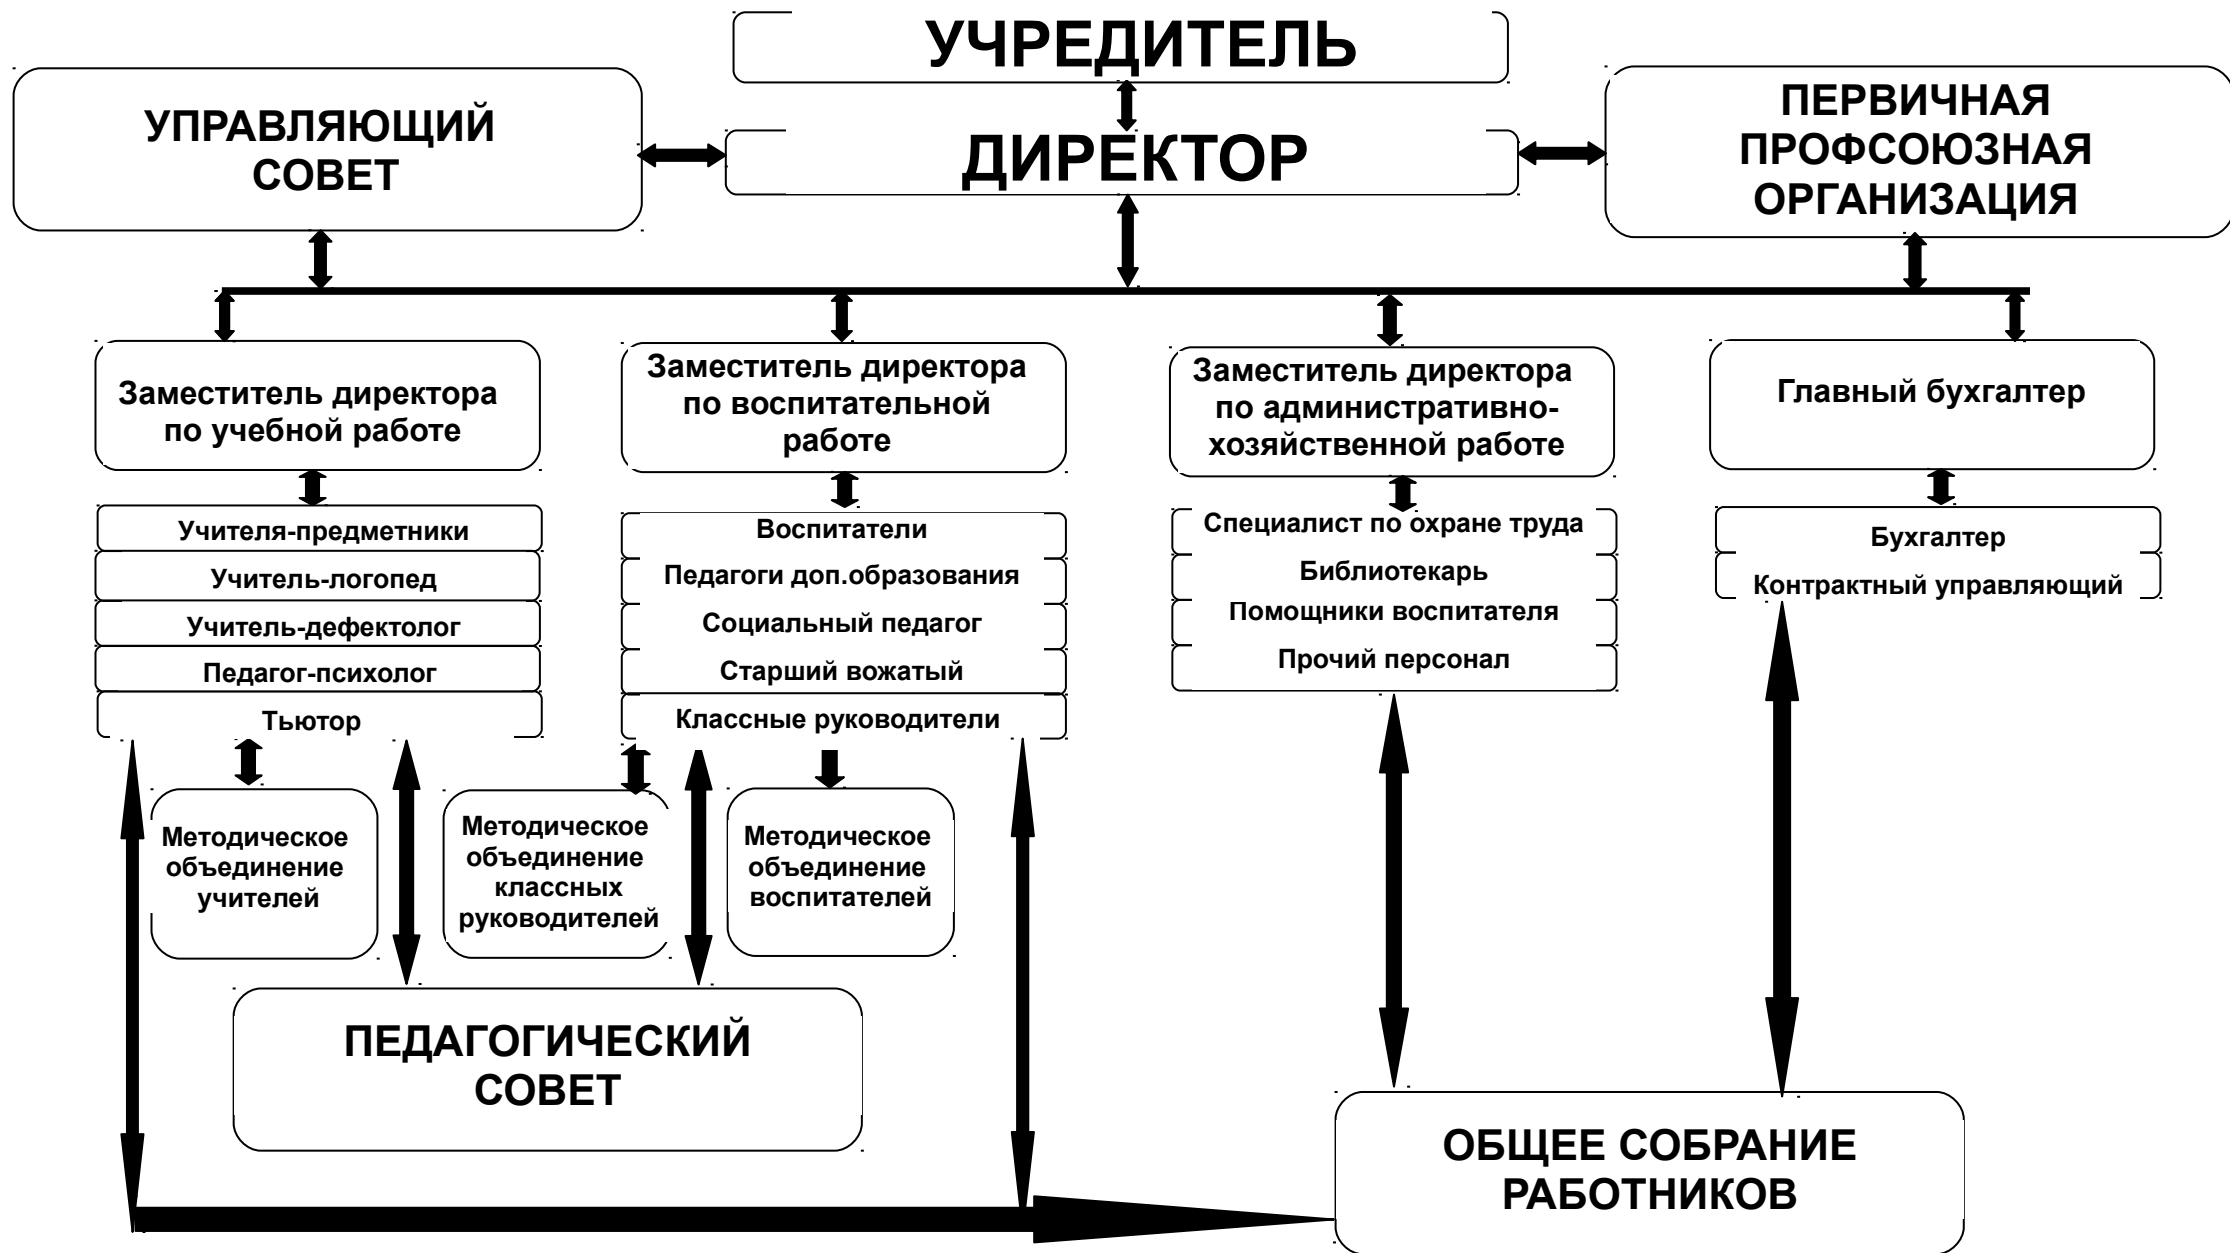 УЧРЕДИТЕЛЬ
УПРАВЛЯЮЩИЙ
СОВЕТ
ДИРЕКТОР
ПЕРВИЧНАЯ
ПРОФСОЮЗНАЯ
ОРГАНИЗАЦИЯ
Заместитель директора
по учебной работе
Заместитель директора
по воспитательной
работе
Заместитель директора
по административно-
хозяйственной работе
Главный бухгалтер
Учителя-предметники
Учитель-логопед
Учитель-дефектолог
Педагог-психолог
Тьютор
Воспитатели
Педагоги доп.образования
Социальный педагог
Старший вожатый
Классные руководители
Специалист по охране труда
Библиотекарь
Помощники воспитателя
Прочий персонал
Бухгалтер
Контрактный управляющий
Методическое
объединение
учителей
Методическое
объединение
классных
руководителей
Методическое
объединение
воспитателей
ПЕДАГОГИЧЕСКИЙ
СОВЕТ
ОБЩЕЕ СОБРАНИЕ
РАБОТНИКОВ